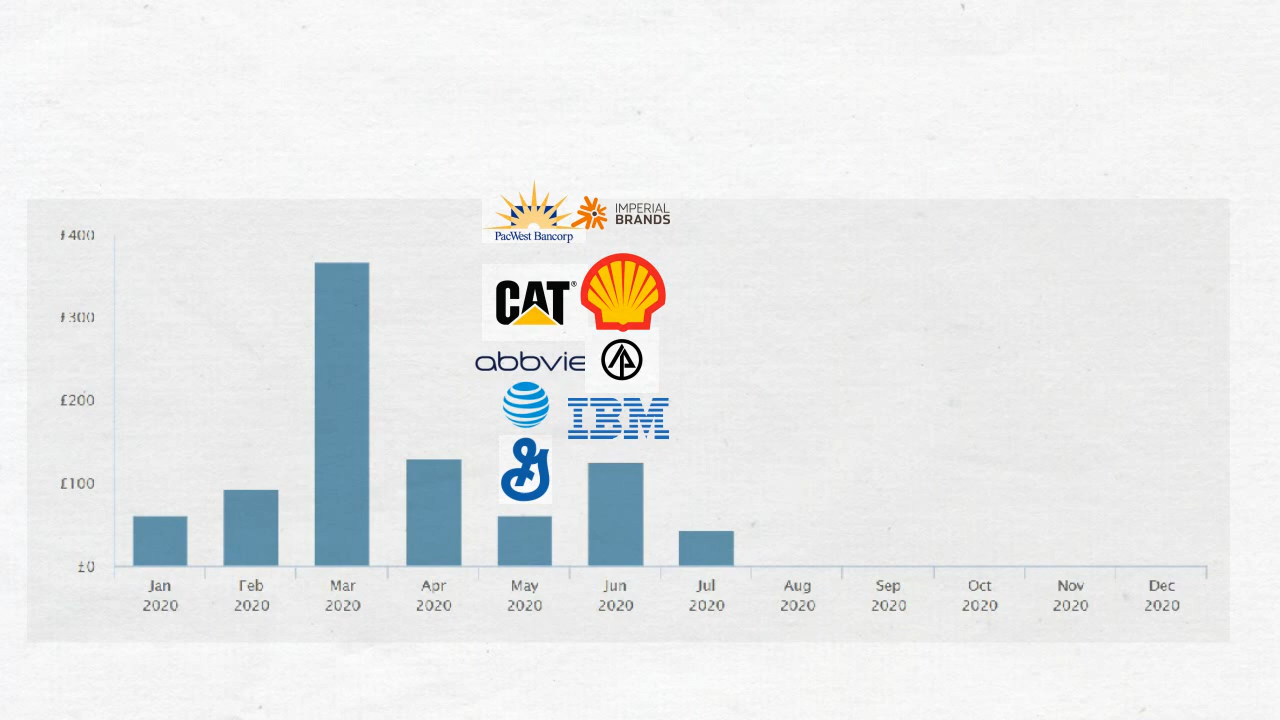 PacWest Bancorp
IMPERIAL
BRANDS
£400
CAT®
£300
abbvie
£200
IBM
£100
£0
Jan Feb Mar Apr May Jun Jul Aug Sep Oct Nov Dec
2020 2020 2020 2020 2020 2020 2020 2020 2020 2020 2020 2020